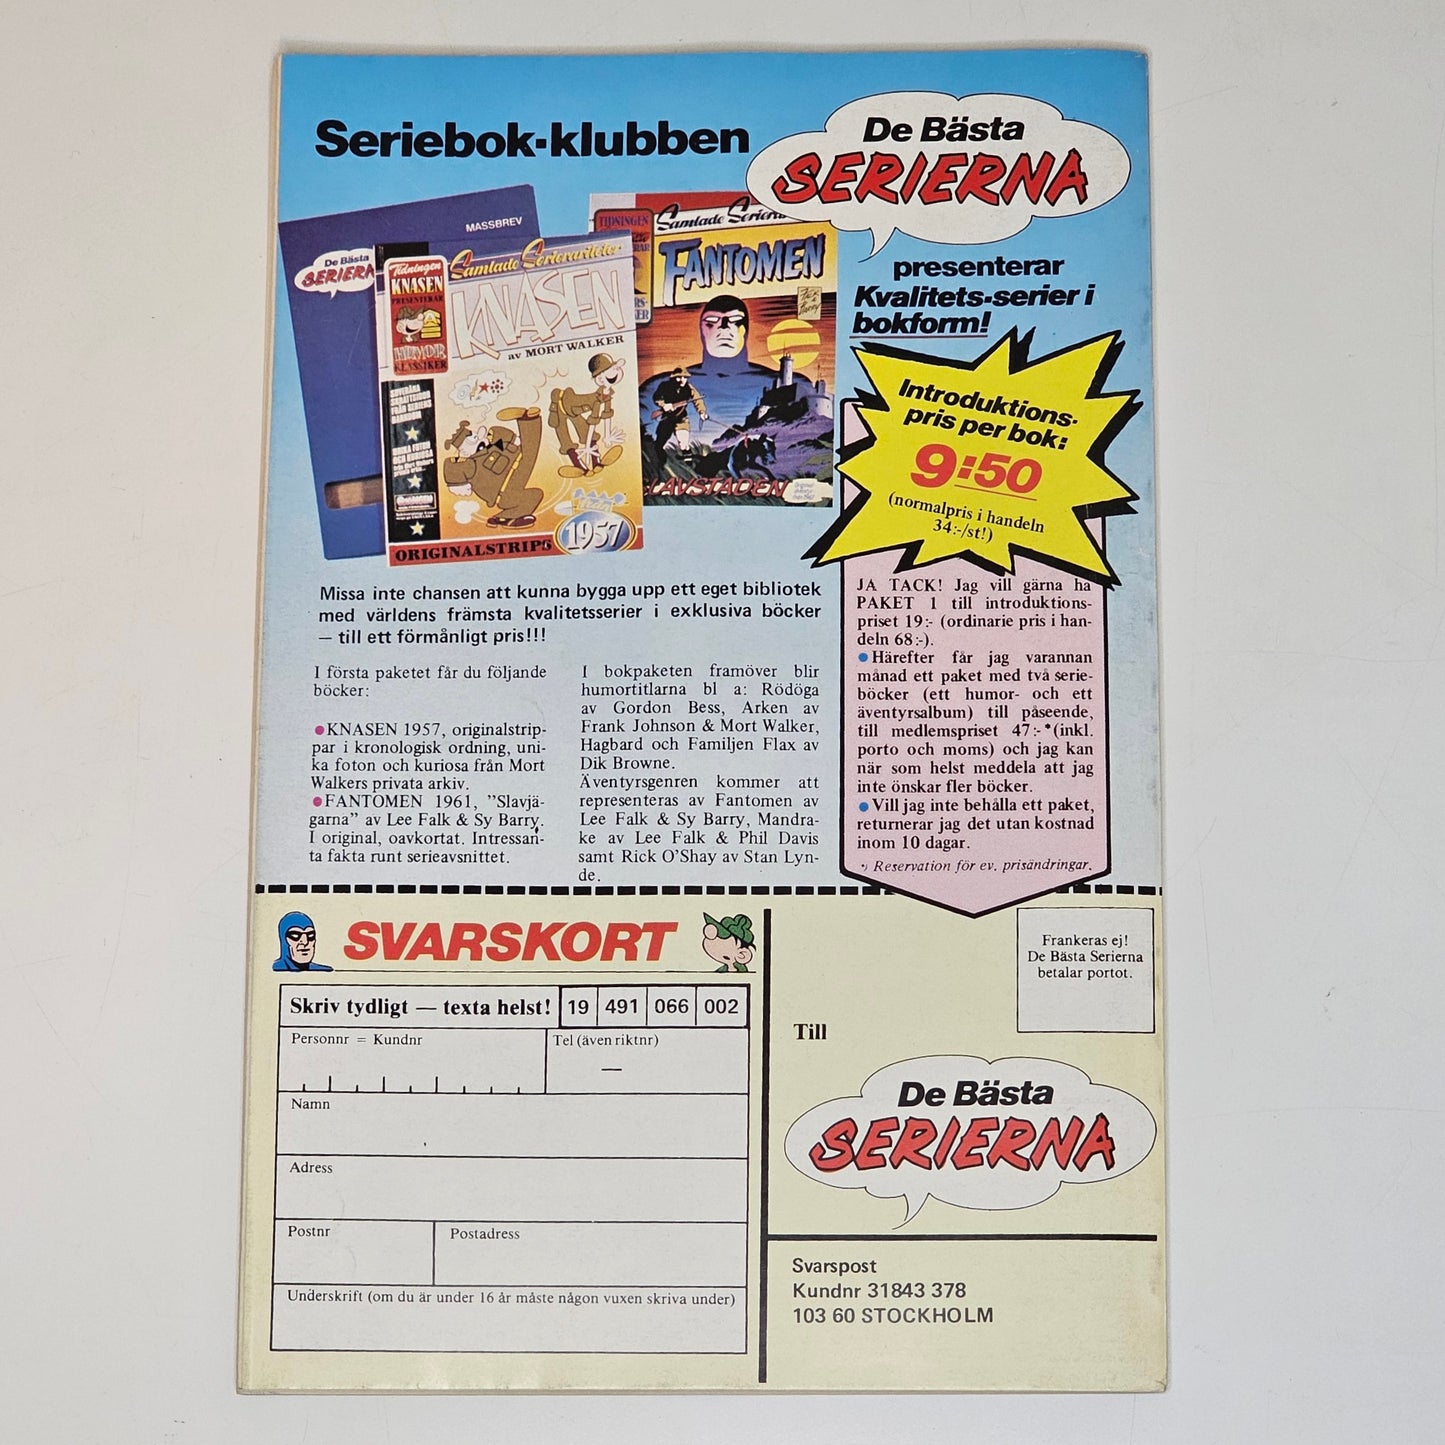 Seriebok-klubben
De Bästa
SERIERNA
presenterar
Kvalitets-serier i
bokform!
MASSBREV
De Bästa
SERIERN
Tidningen
KNASEN
PRESENTERAR
HUMOR
KLASSIKER
Samlade Serierariteter
KNASEN
av MORT WALKER
ORIGINALSTRIPS
1957
TIDNINGEN
Samlade Serierar
FANTOMEN
SLAVSTADEN
Introduktions-
pris per bok:
9:50
(normalpris i handeln
34:-/st!)
Missa inte chansen att kunna bygga upp ett eget bibliotek
med världens främsta kvalitetsserier i exklusiva böcker
— till ett förmånligt pris!!!
I första paketet får du följande
böcker:
●KNASEN 1957, originalstrip-
par i kronologisk ordning, uni-
ka foton och kuriosa från Mort
Walkers privata arkiv.
●FANTOMEN 1961, ”Slavjä-
garna” av Lee Falk & Sy Barry.
I original, oavkortat. Intressan-
ta fakta runt serieavsnittet.
I bokpaketen framöver blir
humortitlarna bl a: Rödöga
av Gordon Bess, Arken av
Frank Johnson & Mort Walker,
Hagbard och Familjen Flax av
Dik Browne.
Äventyrsgenren kommer att
representeras av Fantomen av
Lee Falk & Sy Barry, Mandra-
ke av Lee Falk & Phil Davis
samt Rick O'Shay av Stan Lyn-
de.
JA TACK! Jag vill gärna ha
PAKET 1 till introduktions-
priset 19:- (ordinarie pris i han-
deln 68:-).
●Härefter får jag varannan
månad ett paket med två serie-
böcker (ett humor- och ett
äventyrsalbum) till påseende,
till medlemspriset 47:-*(inkl.
porto och moms) och jag kan
när som helst meddela att jag
inte önskar fler böcker.
●Vill jag inte behålla ett paket,
returnerar jag det utan kostnad
inom 10 dagar.
*) Reservation för ev. prisändringar.
SVARSKORT
Skriv tydligt — texta helst! 19 491 066 002
Personnr = Kundnr
Tel (även riktnr)
—
Namn
Adress
Postnr
Postadress
Underskrift (om du är under 16 år måste någon vuxen skriva under)
Frankeras ej!
De Bästa Serierna
betalar portot.
Till
De Bästa
SERIERNA
Svarspost
Kundnr 31843 378
103 60 STOCKHOLM